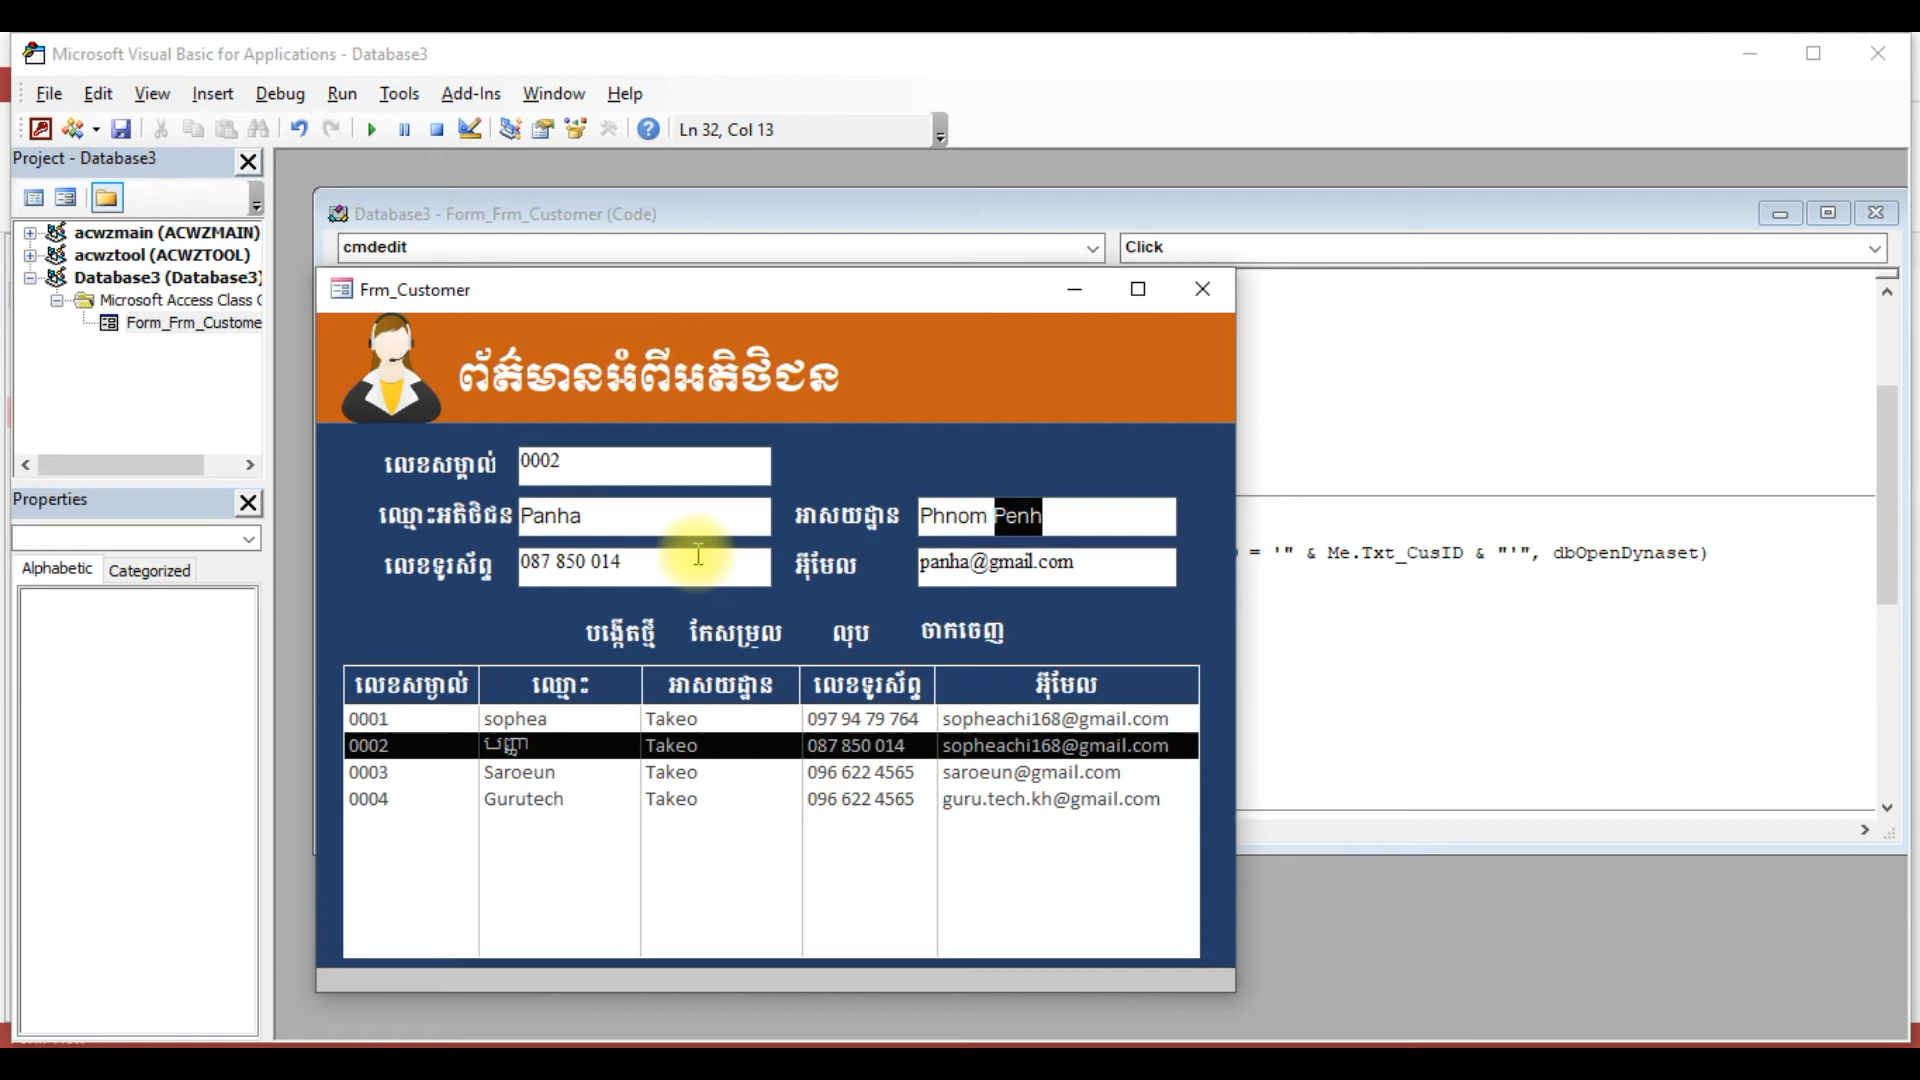 Microsoft Visual Basic for Applications - Database3
File Edit View Insert Debug Run Tools Add-Ins Window Help
Ln 32, Col 13
Project - Database3
acwzmain (ACWZMAIN)
acwztool (ACWZTOOL)
Database3 (Database3)
Microsoft Access Class
Form_Frm_Custome
Properties
Alphabetic Categorized
Database3 - Form_Frm_Customer (Code)
cmdedit Click
= '" & Me.Txt_CusID & "'", dbOpenDynaset)
Frm_Customer
ព័ត៌មានអំពីអតិថិជន
លេខសម្គាល់ 0002
ឈ្មោះអតិថិជន Panha អាសយដ្ឋាន Phnom Penh
លេខទូរស័ព្ទ 087 850 014 អ៊ីមែល panha@gmail.com
បង្កើតថ្មី កែសម្រួល លុប ចាកចេញ
លេខសម្ងាល់ ឈ្មោះ អាសយដ្ឋាន លេខទូរស័ព្ទ អ៊ីមែល
0001 sophea Takeo 097 94 79 764 sopheachi168@gmail.com
0002 បញ្ញា Takeo 087 850 014 sopheachi168@gmail.com
0003 Saroeun Takeo 096 622 4565 saroeun@gmail.com
0004 Gurutech Takeo 096 622 4565 guru.tech.kh@gmail.com